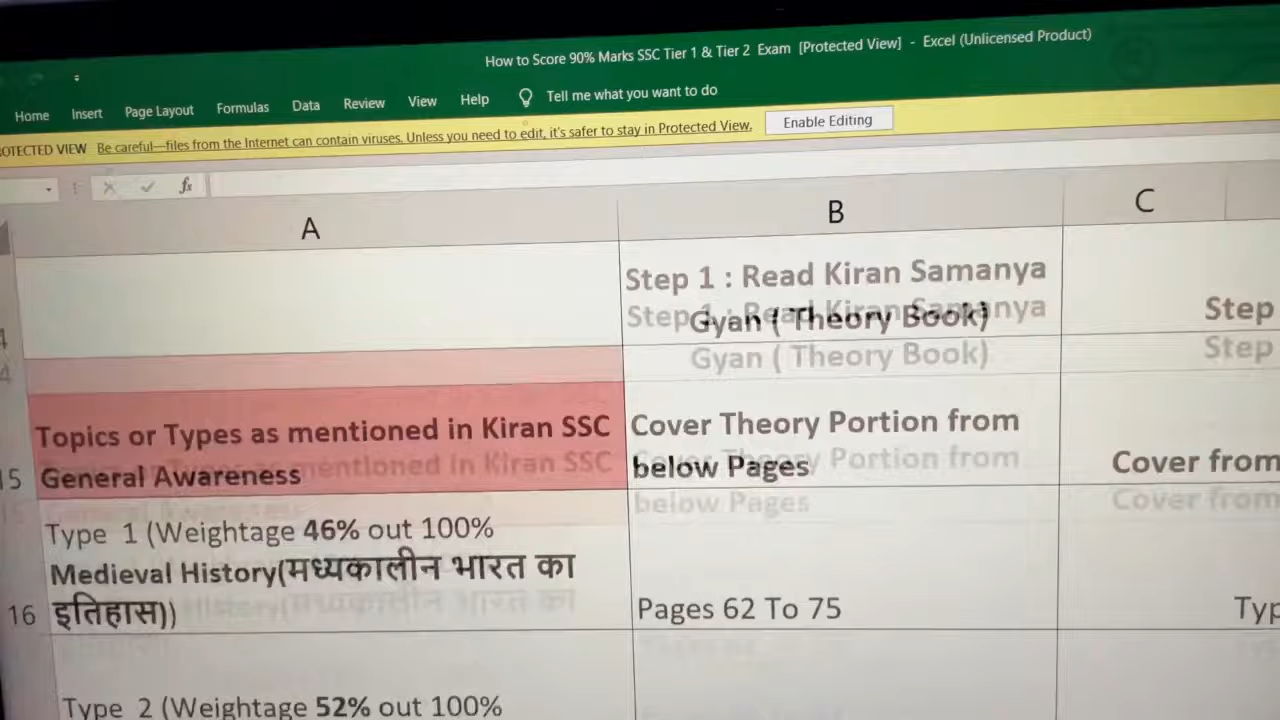 How to Score 90% Marks SSC Tier 1 & Tier 2 Exam [Protected View] - Excel (Unlicensed Product)
Home Insert Page Layout Formulas Data Review View Help Tell me what you want to do
OTECTED VIEW Be careful—files from the Internet can contain viruses. Unless you need to edit, it's safer to stay in Protected View. Enable Editing
fx
A B C
Step 1 : Read Kiran Samanya
Gyan ( Theory Book)
Step
4
Topics or Types as mentioned in Kiran SSC
General Awareness
Cover Theory Portion from
below Pages
Cover from
15
Type 1 (Weightage 46% out 100%
Medieval History(मध्यकालीन भारत का
इतिहास))
16
Pages 62 To 75
Typ
Type 2 (Weightage 52% out 100%